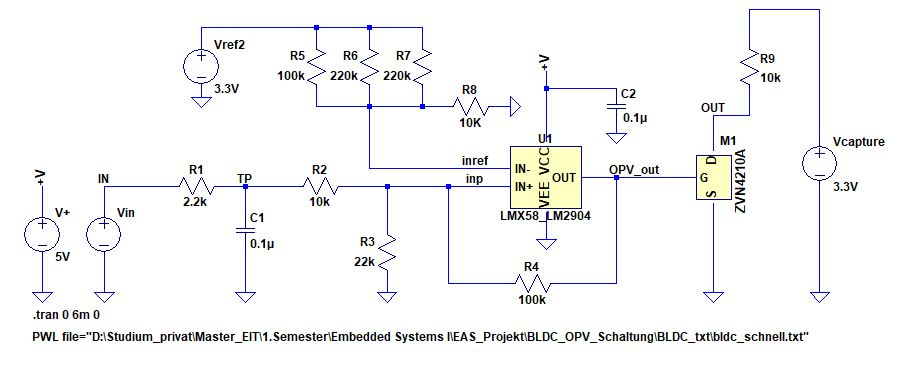 Vref2
3.3V
R5
100k
R6
220k
R7
220k
R8
10K
+V
C2
0.1µ
R9
10k
OUT
M1
D
G
S
ZVN4210A
Vcapture
3.3V
U1
inref
inp
IN-
IN+
VCC
VEE
OUT
OPV_out
LMX58_LM2904
+V
V+
5V
IN
Vin
R1
2.2k
TP
C1
0.1µ
R2
10k
R3
22k
R4
100k
.tran 0 6m 0
PWL file="D:\Studium_privat\Master_EIT\1.Semester\Embedded Systems I\EAS_Projekt\BLDC_OPV_Schaltung\BLDC_txt\bldc_schnell.txt"